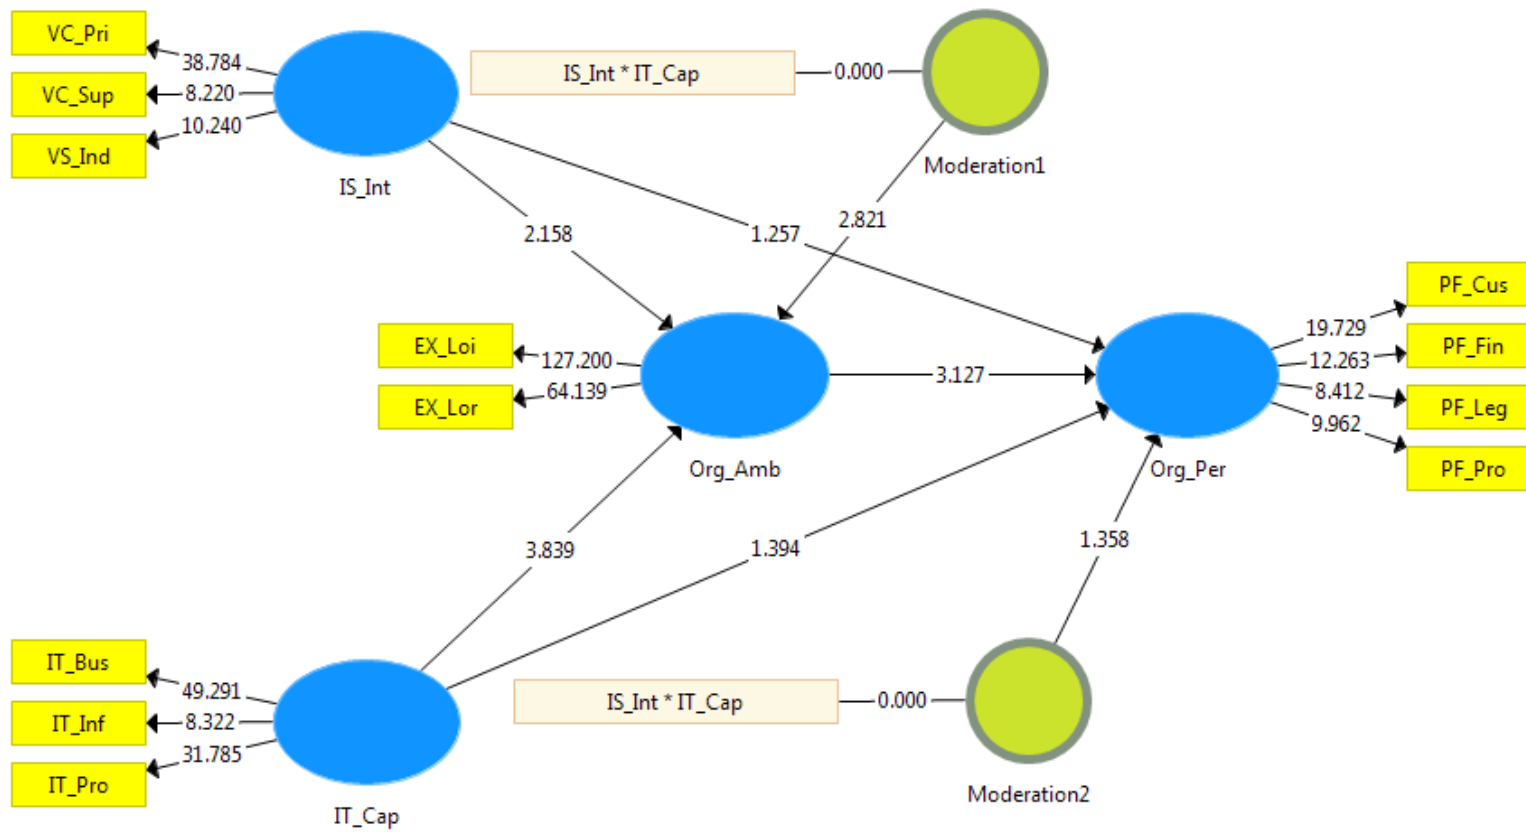 VC_Pri
38.784
VC_Sup
8.220
VS_Ind
10.240
IS_Int
IS_Int * IT_Cap
0.000
Moderation1
2.158
1.257
2.821
EX_Loi
127.200
EX_Lor
64.139
Org_Amb
3.127
Org_Per
PF_Cus
19.729
PF_Fin
12.263
PF_Leg
8.412
PF_Pro
9.962
3.839
1.394
1.358
IT_Bus
49.291
IT_Inf
8.322
IT_Pro
31.785
IT_Cap
IS_Int * IT_Cap
0.000
Moderation2